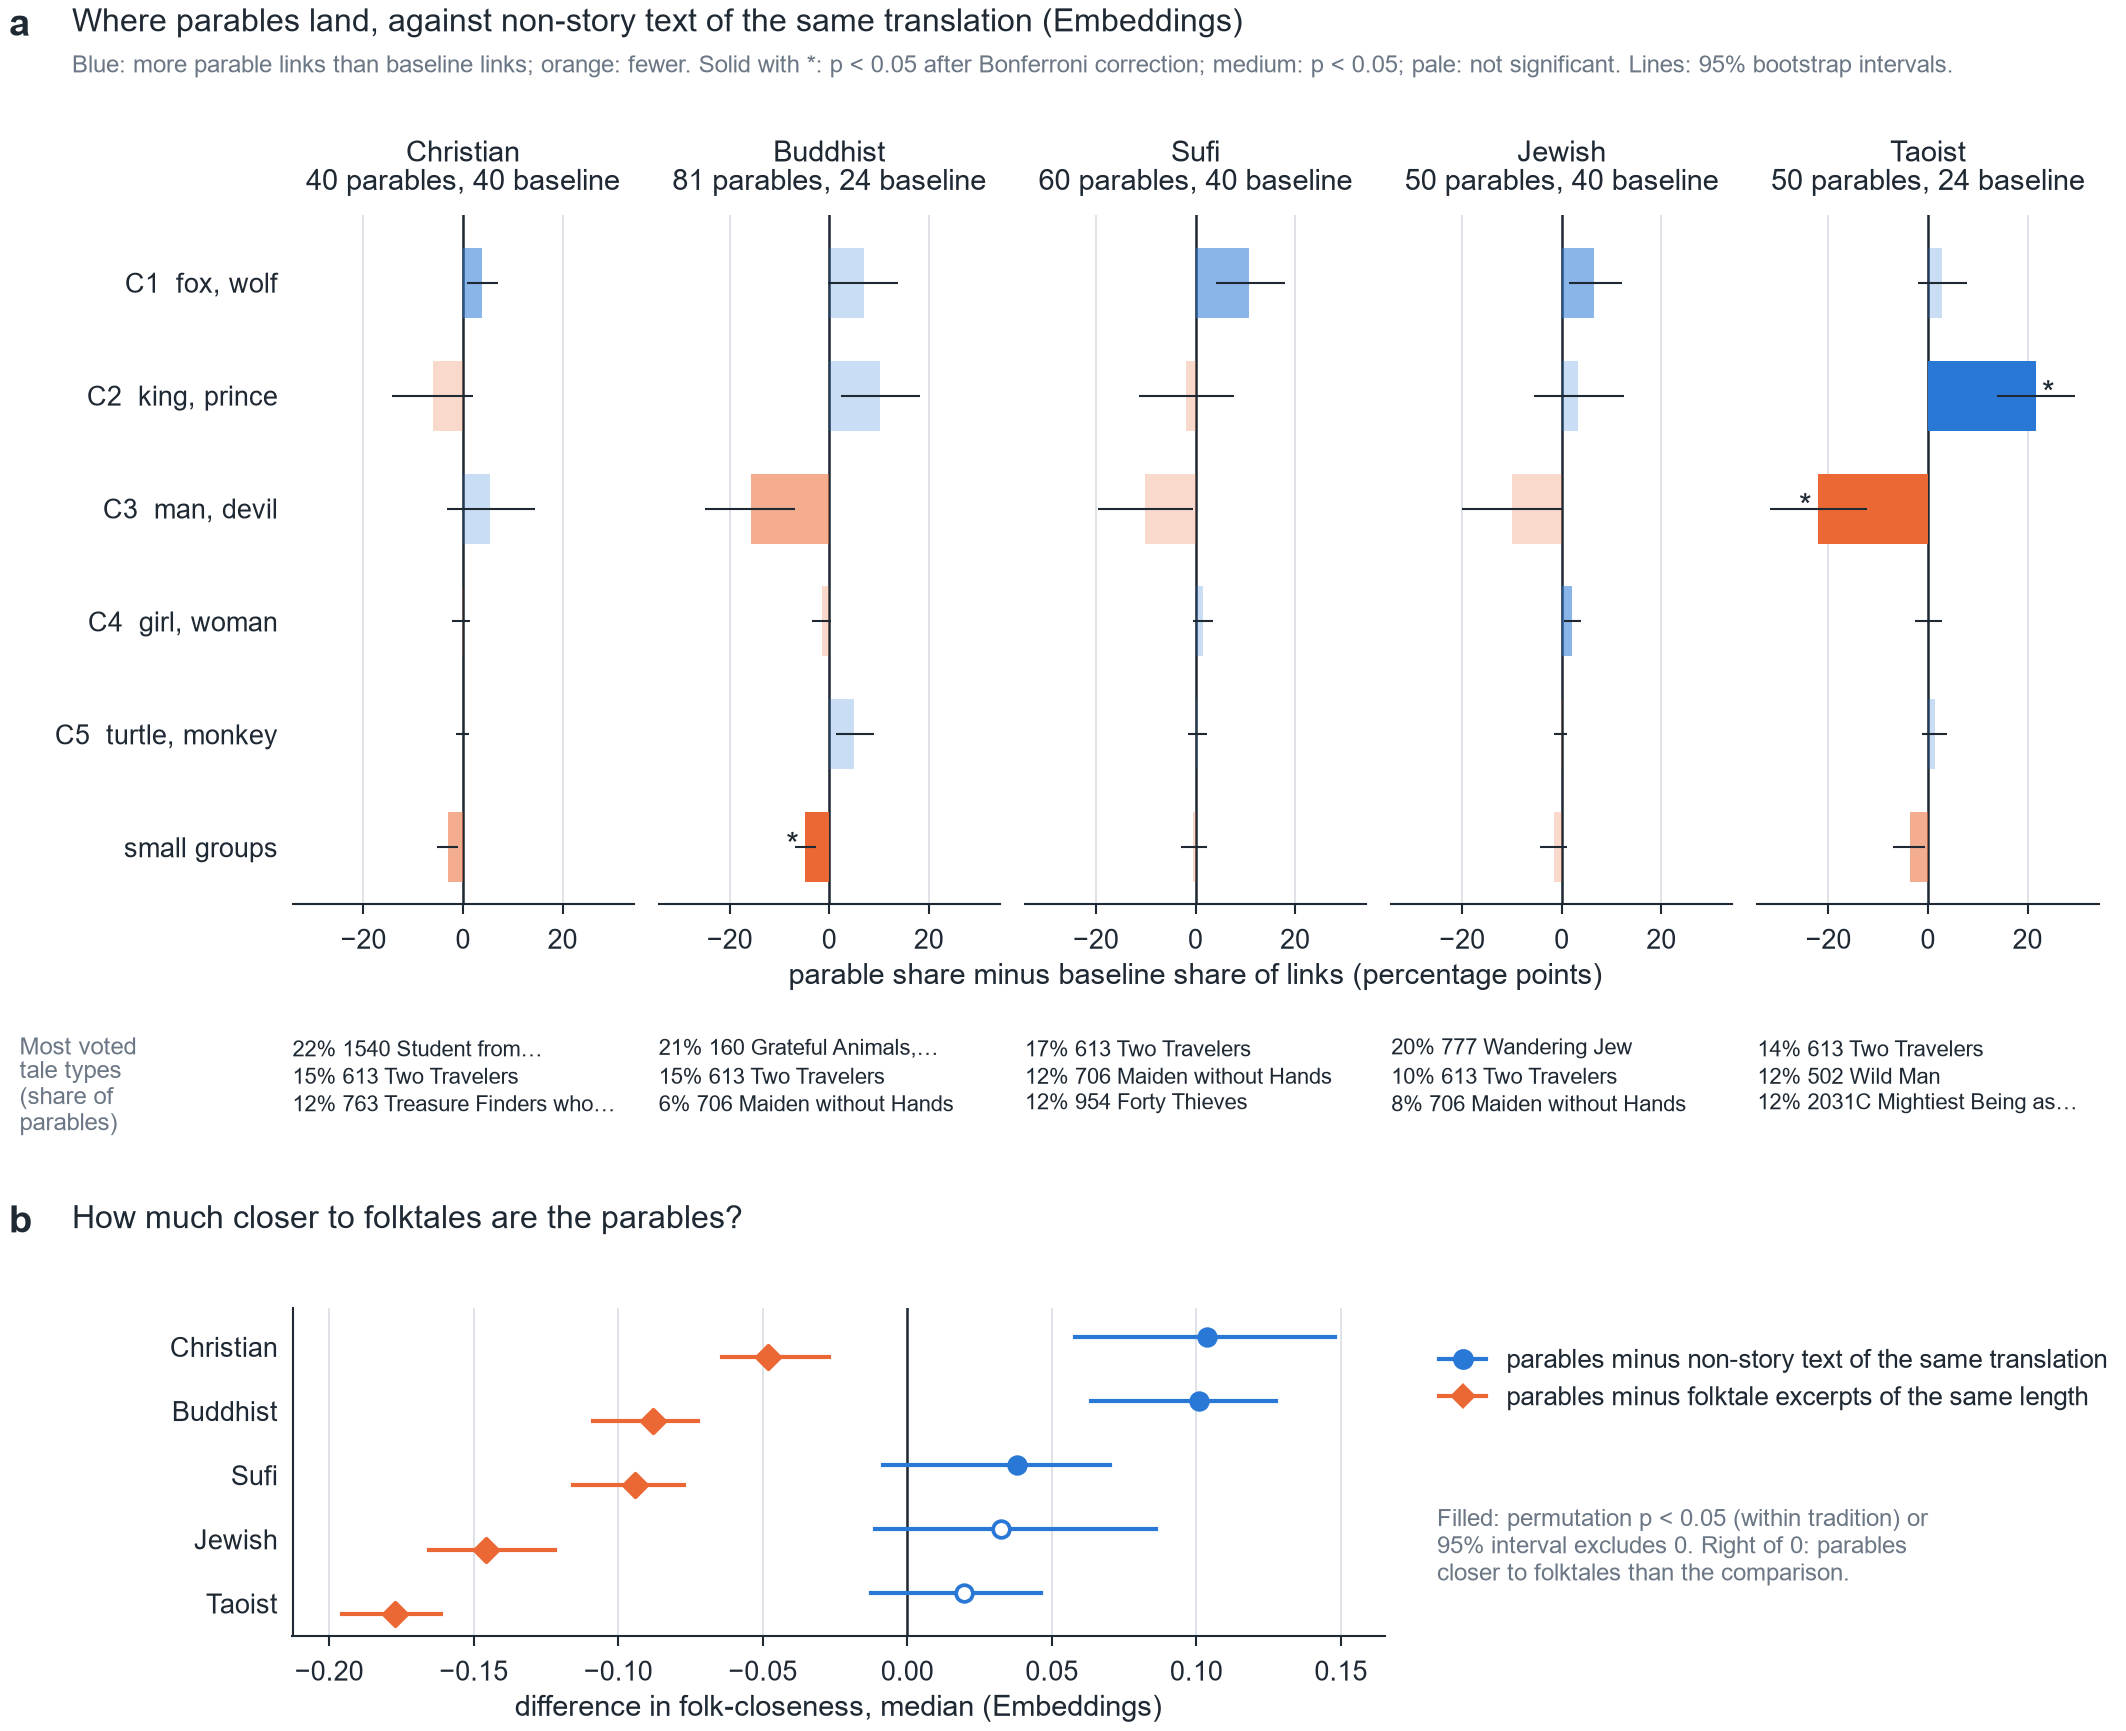 a Where parables land, against non-story text of the same translation (Embeddings)
Blue: more parable links than baseline links; orange: fewer. Solid with *: p < 0.05 after Bonferroni correction; medium: p < 0.05; pale: not significant. Lines: 95% bootstrap intervals.
Christian
40 parables, 40 baseline
Buddhist
81 parables, 24 baseline
Sufi
60 parables, 40 baseline
Jewish
50 parables, 40 baseline
Taoist
50 parables, 24 baseline
C1 fox, wolf
C2 king, prince
*
C3 man, devil
*
C4 girl, woman
C5 turtle, monkey
small groups
*
−20 0 20
−20 0 20
−20 0 20
−20 0 20
−20 0 20
parable share minus baseline share of links (percentage points)
Most voted
tale types
(share of
parables)
22% 1540 Student from…
15% 613 Two Travelers
12% 763 Treasure Finders who…
21% 160 Grateful Animals,…
15% 613 Two Travelers
6% 706 Maiden without Hands
17% 613 Two Travelers
12% 706 Maiden without Hands
12% 954 Forty Thieves
20% 777 Wandering Jew
10% 613 Two Travelers
8% 706 Maiden without Hands
14% 613 Two Travelers
12% 502 Wild Man
12% 2031C Mightiest Being as…
b How much closer to folktales are the parables?
Christian
Buddhist
Sufi
Jewish
Taoist
parables minus non-story text of the same translation
parables minus folktale excerpts of the same length
Filled: permutation p < 0.05 (within tradition) or
95% interval excludes 0. Right of 0: parables
closer to folktales than the comparison.
−0.20 −0.15 −0.10 −0.05 0.00 0.05 0.10 0.15
difference in folk-closeness, median (Embeddings)